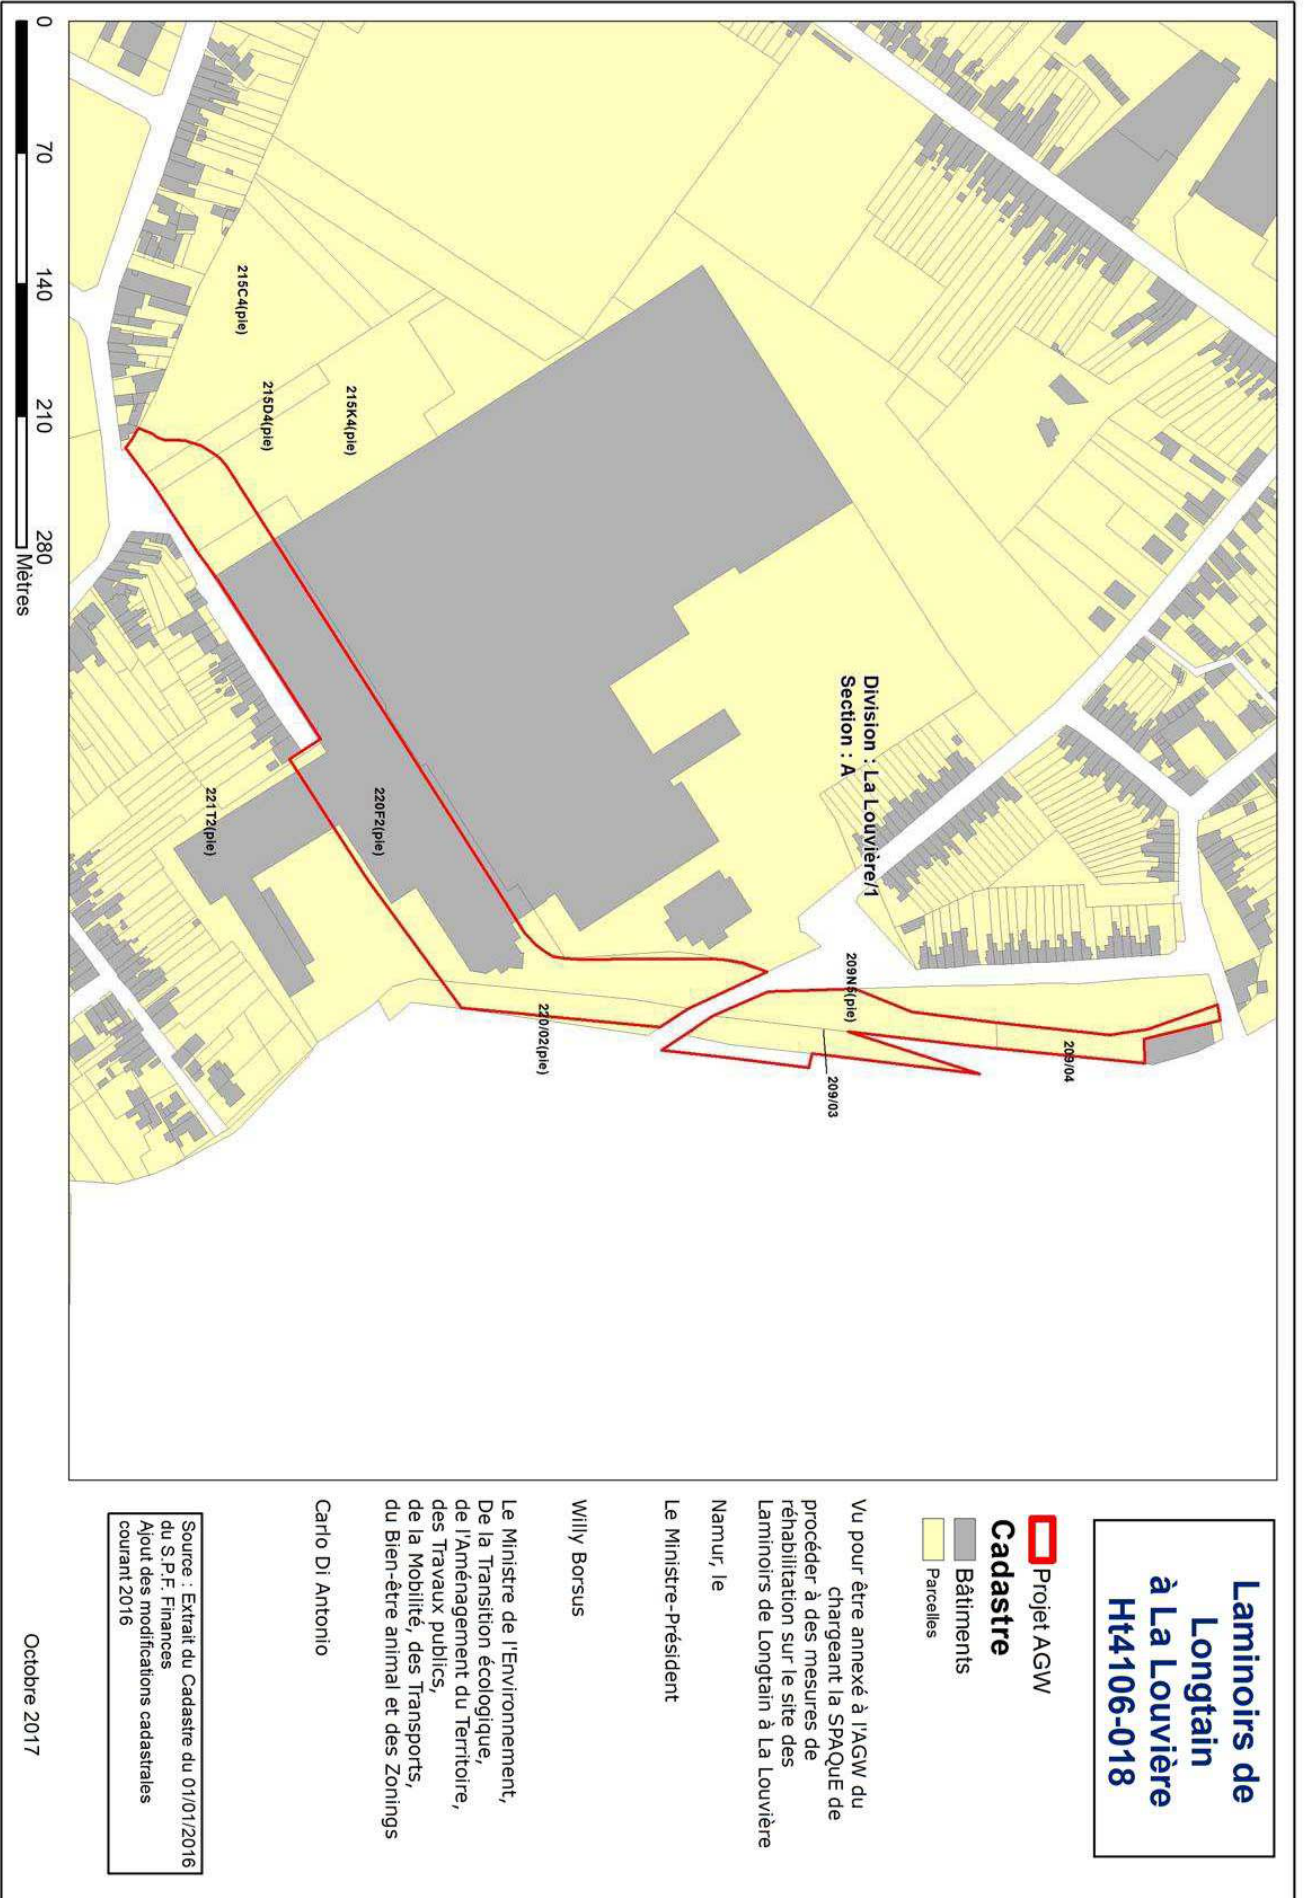 Laminoirs de
Longtain
à La Louvière
Ht4106-018
Projet AGW
Cadastre
Bâtiments
Parcelles
Vu pour être annexé à l'AGW du
chargeant la SPAQuE de
procéder à des mesures de
réhabilitation sur le site des
Laminoirs de Longtain à La Louvière
Namur, le
Le Ministre-Président
Willy Borsus
Le Ministre de l'Environnement,
De la Transition écologique,
de l'Aménagement du Territoire,
des Travaux publics,
de la Mobilité, des Transports,
du Bien-être animal et des Zonings
Carlo Di Antonio
Source : Extrait du Cadastre du 01/01/2016
du S.P.F. Finances
Ajout des modifications cadastrales
courant 2016
Octobre 2017
Division : La Louvière/1
Section : A
209/04
209N5(pie)
209/03
220/02(pie)
220F2(pie)
221T2(pie)
215K4(pie)
215D4(pie)
215C4(pie)
0 70 140 210 280
Mètres